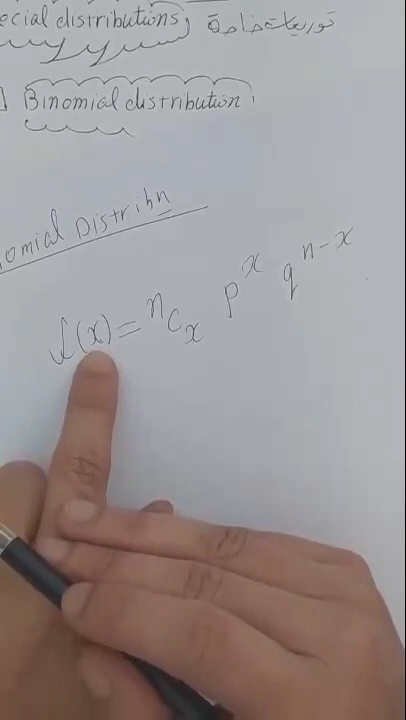 ecial distributions, توزيعات خاصة
] Binomial distribution
omial Distribn
f(x) = nCx p^x q^n-x